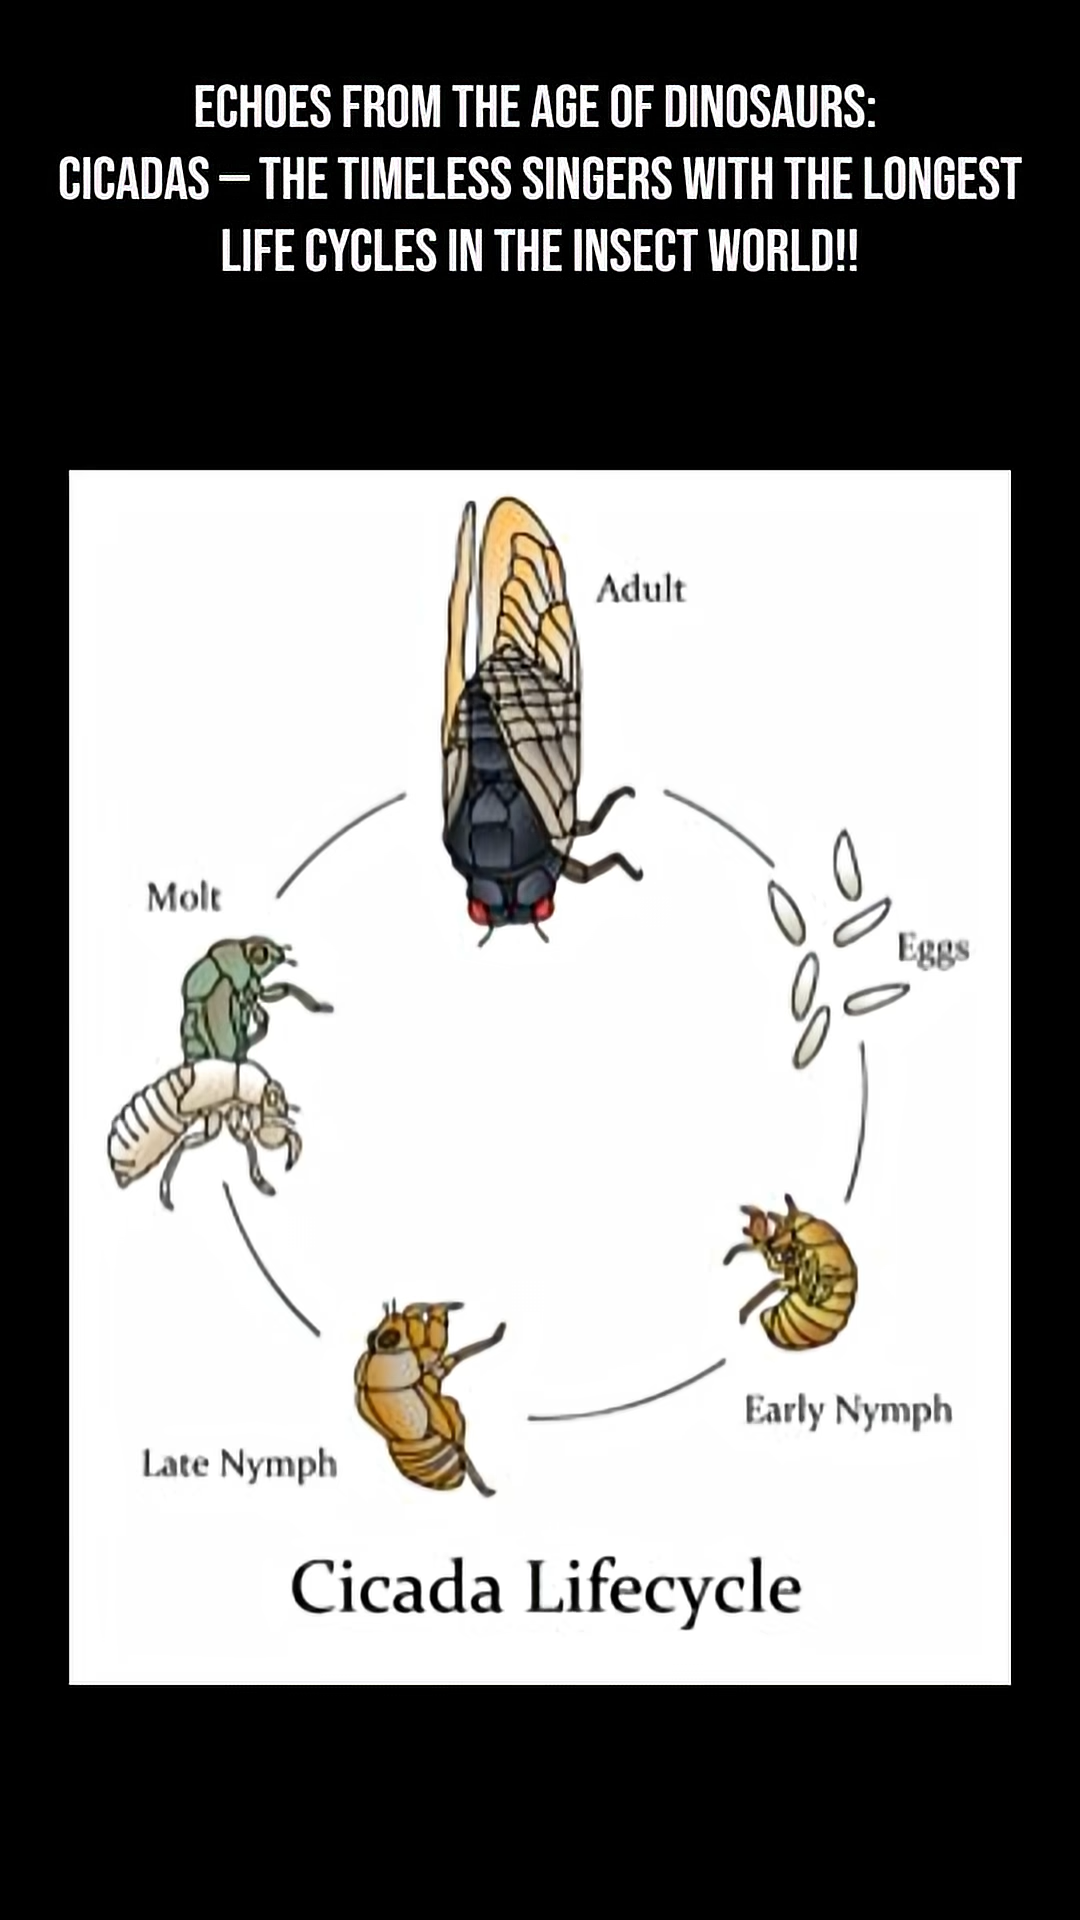 ECHOES FROM THE AGE OF DINOSAURS:
CICADAS – THE TIMELESS SINGERS WITH THE LONGEST
LIFE CYCLES IN THE INSECT WORLD!!
Adult
Molt
Eggs
Early Nymph
Late Nymph
Cicada Lifecycle